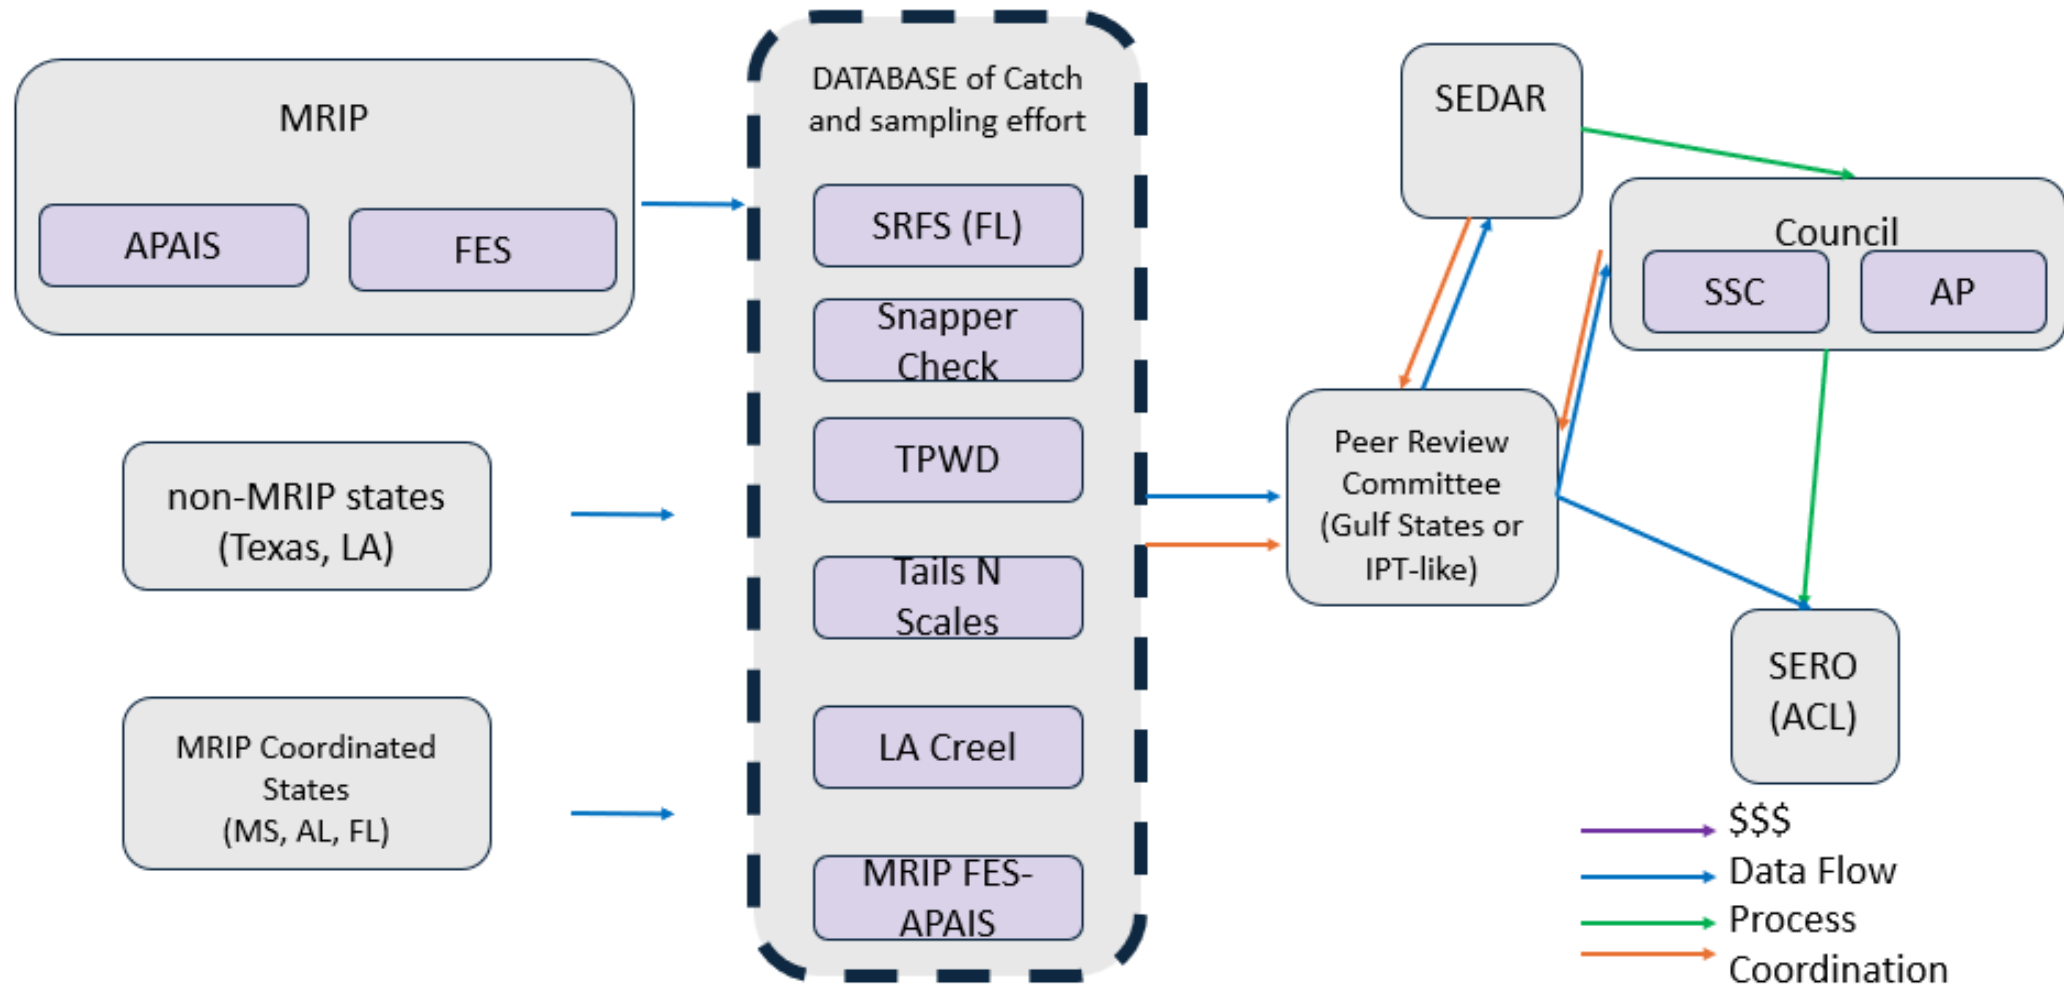 MRIP
APAIS
FES
non-MRIP states
(Texas, LA)
MRIP Coordinated
States
(MS, AL, FL)
DATABASE of Catch
and sampling effort
SRFS (FL)
Snapper
Check
TPWD
Tails N
Scales
LA Creel
MRIP FES-
APAIS
Peer Review
Committee
(Gulf States or
IPT-like)
SEDAR
Council
SSC
AP
SERO
(ACL)
$$$
Data Flow
Process
Coordination